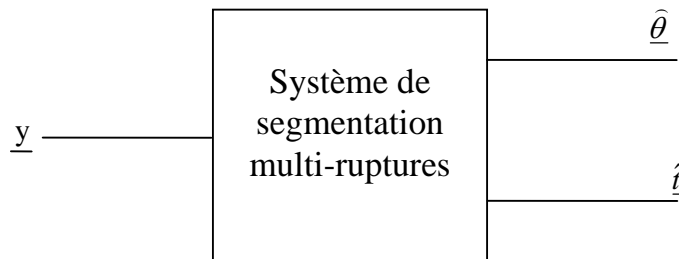 θ̂
Système de
segmentation
multi-ruptures
y
t̂